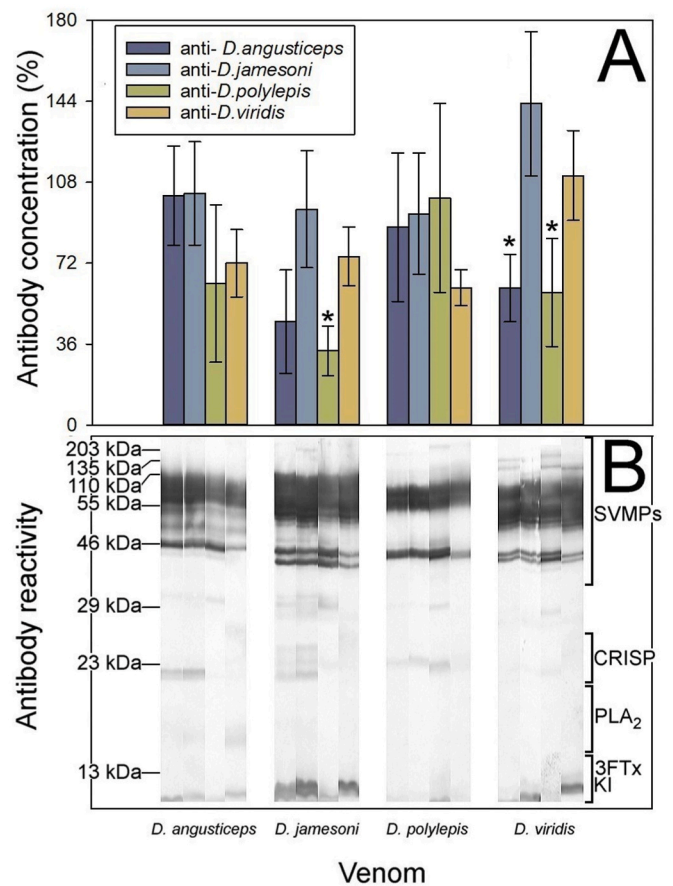 180
A
anti- D.angusticeps
anti-D.jamesoni
144
anti-D.polylepis
anti-D.viridis
108
72
36
0
Antibody concentration (%)
*
*
*
B
203 kDa
135 kDa
110 kDa
55 kDa
SVMPs
46 kDa
29 kDa
23 kDa
CRISP
PLA2
13 kDa
3FTx
KI
Antibody reactivity
D. angusticeps D. jamesoni D. polylepis D. viridis
Venom